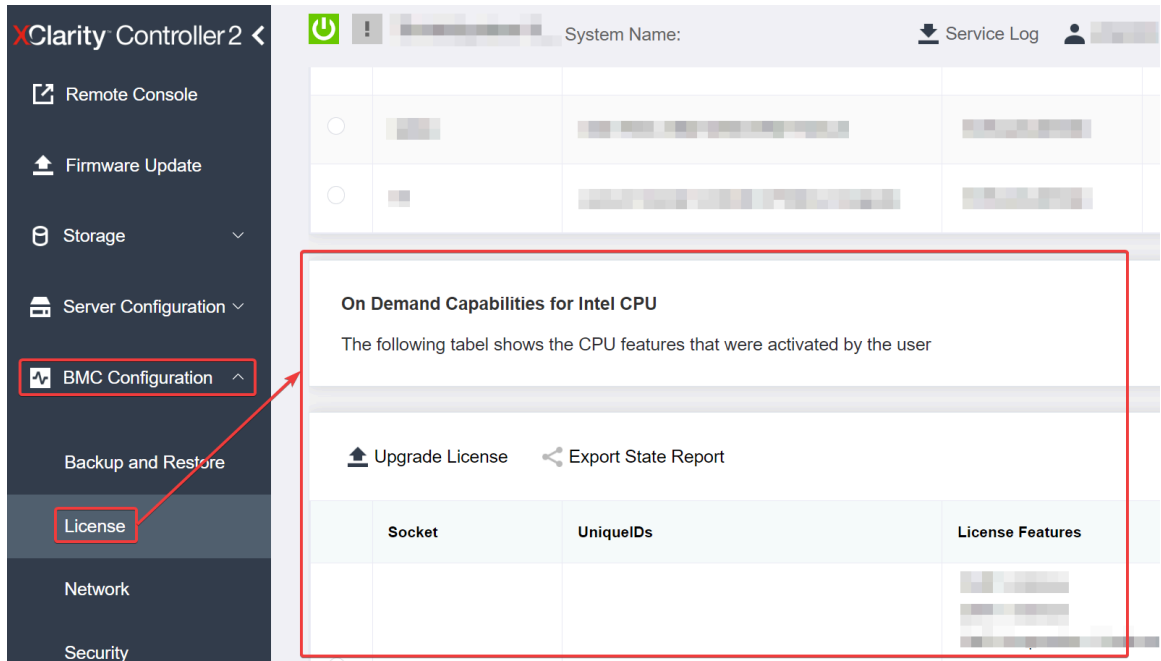 XClarity Controller 2
Remote Console
Firmware Update
Storage
Server Configuration
BMC Configuration
Backup and Restore
License
Network
Security
System Name:
Service Log
On Demand Capabilities for Intel CPU
The following tabel shows the CPU features that were activated by the user
Upgrade License Export State Report
Socket UniqueIDs License Features